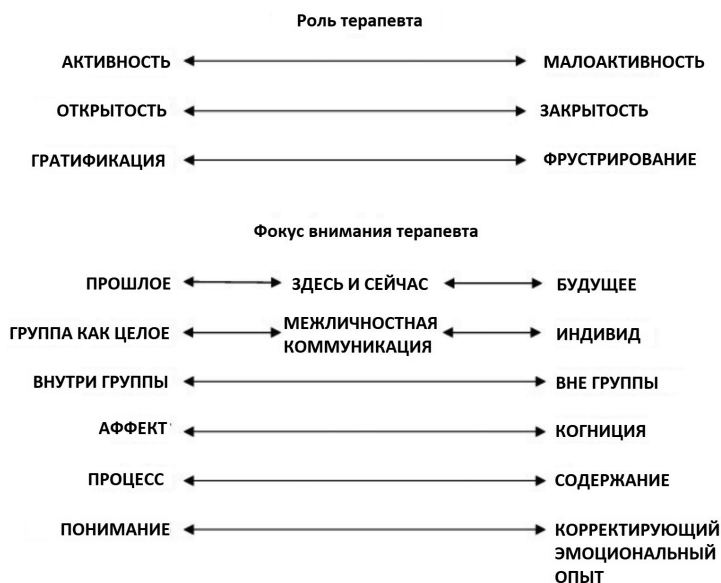 Роль терапевта
АКТИВНОСТЬ МАЛОАКТИВНОСТЬ
ОТКРЫТОСТЬ ЗАКРЫТОСТЬ
ГРАТИФИКАЦИЯ ФРУСТРИРОВАНИЕ
Фокус внимания терапевта
ПРОШЛОЕ ЗДЕСЬ И СЕЙЧАС БУДУЩЕЕ
ГРУППА КАК ЦЕЛОЕ МЕЖЛИЧНОСТНАЯ ИНДИВИД
КОММУНИКАЦИЯ
ВНУТРИ ГРУППЫ ВНЕ ГРУППЫ
АФФЕКТ КОГНИЦИЯ
ПРОЦЕСС СОДЕРЖАНИЕ
ПОНИМАНИЕ КОРРЕКТИРУЮЩИЙ
ЭМОЦИОНАЛЬНЫЙ
ОПЫТ